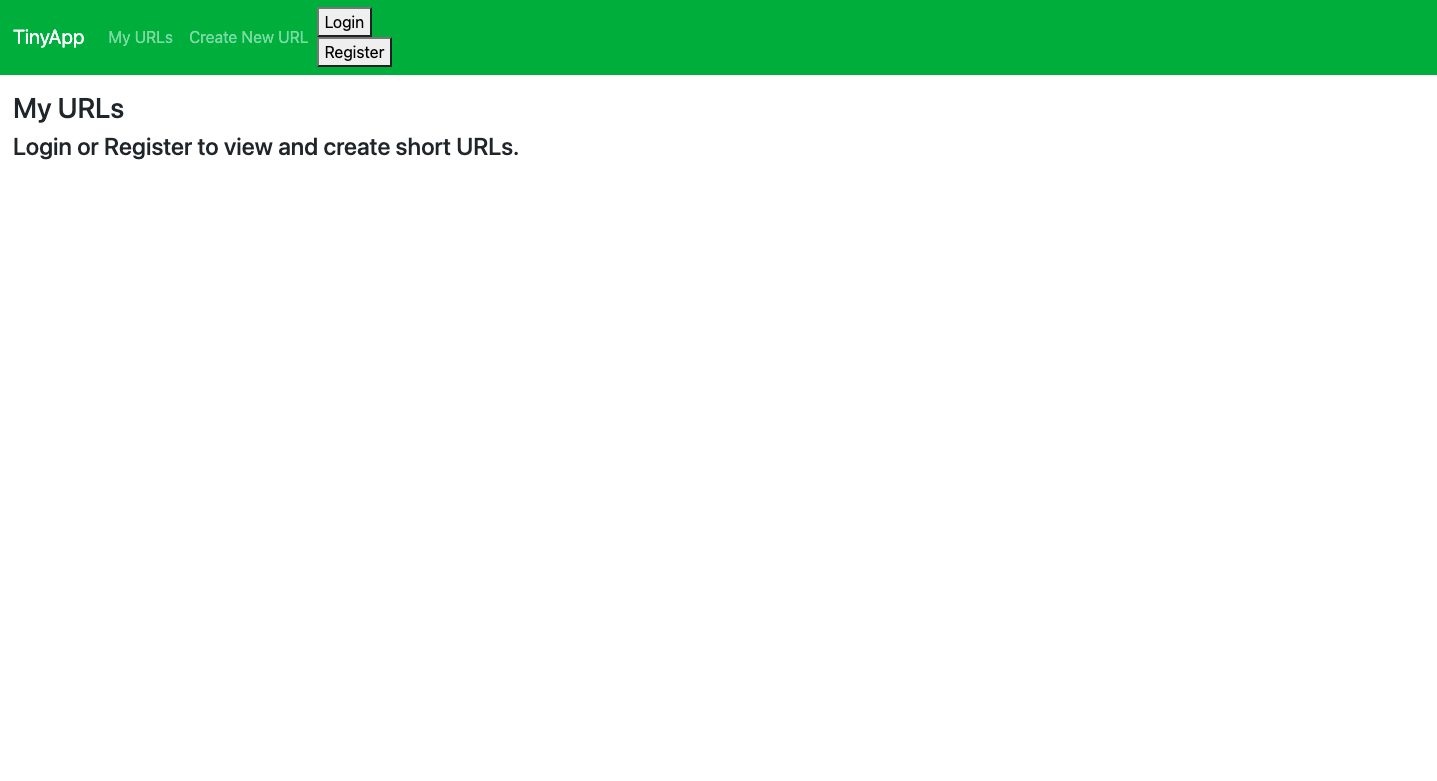 TinyApp My URLs Create New URL Login
Register
My URLs
Login or Register to view and create short URLs.